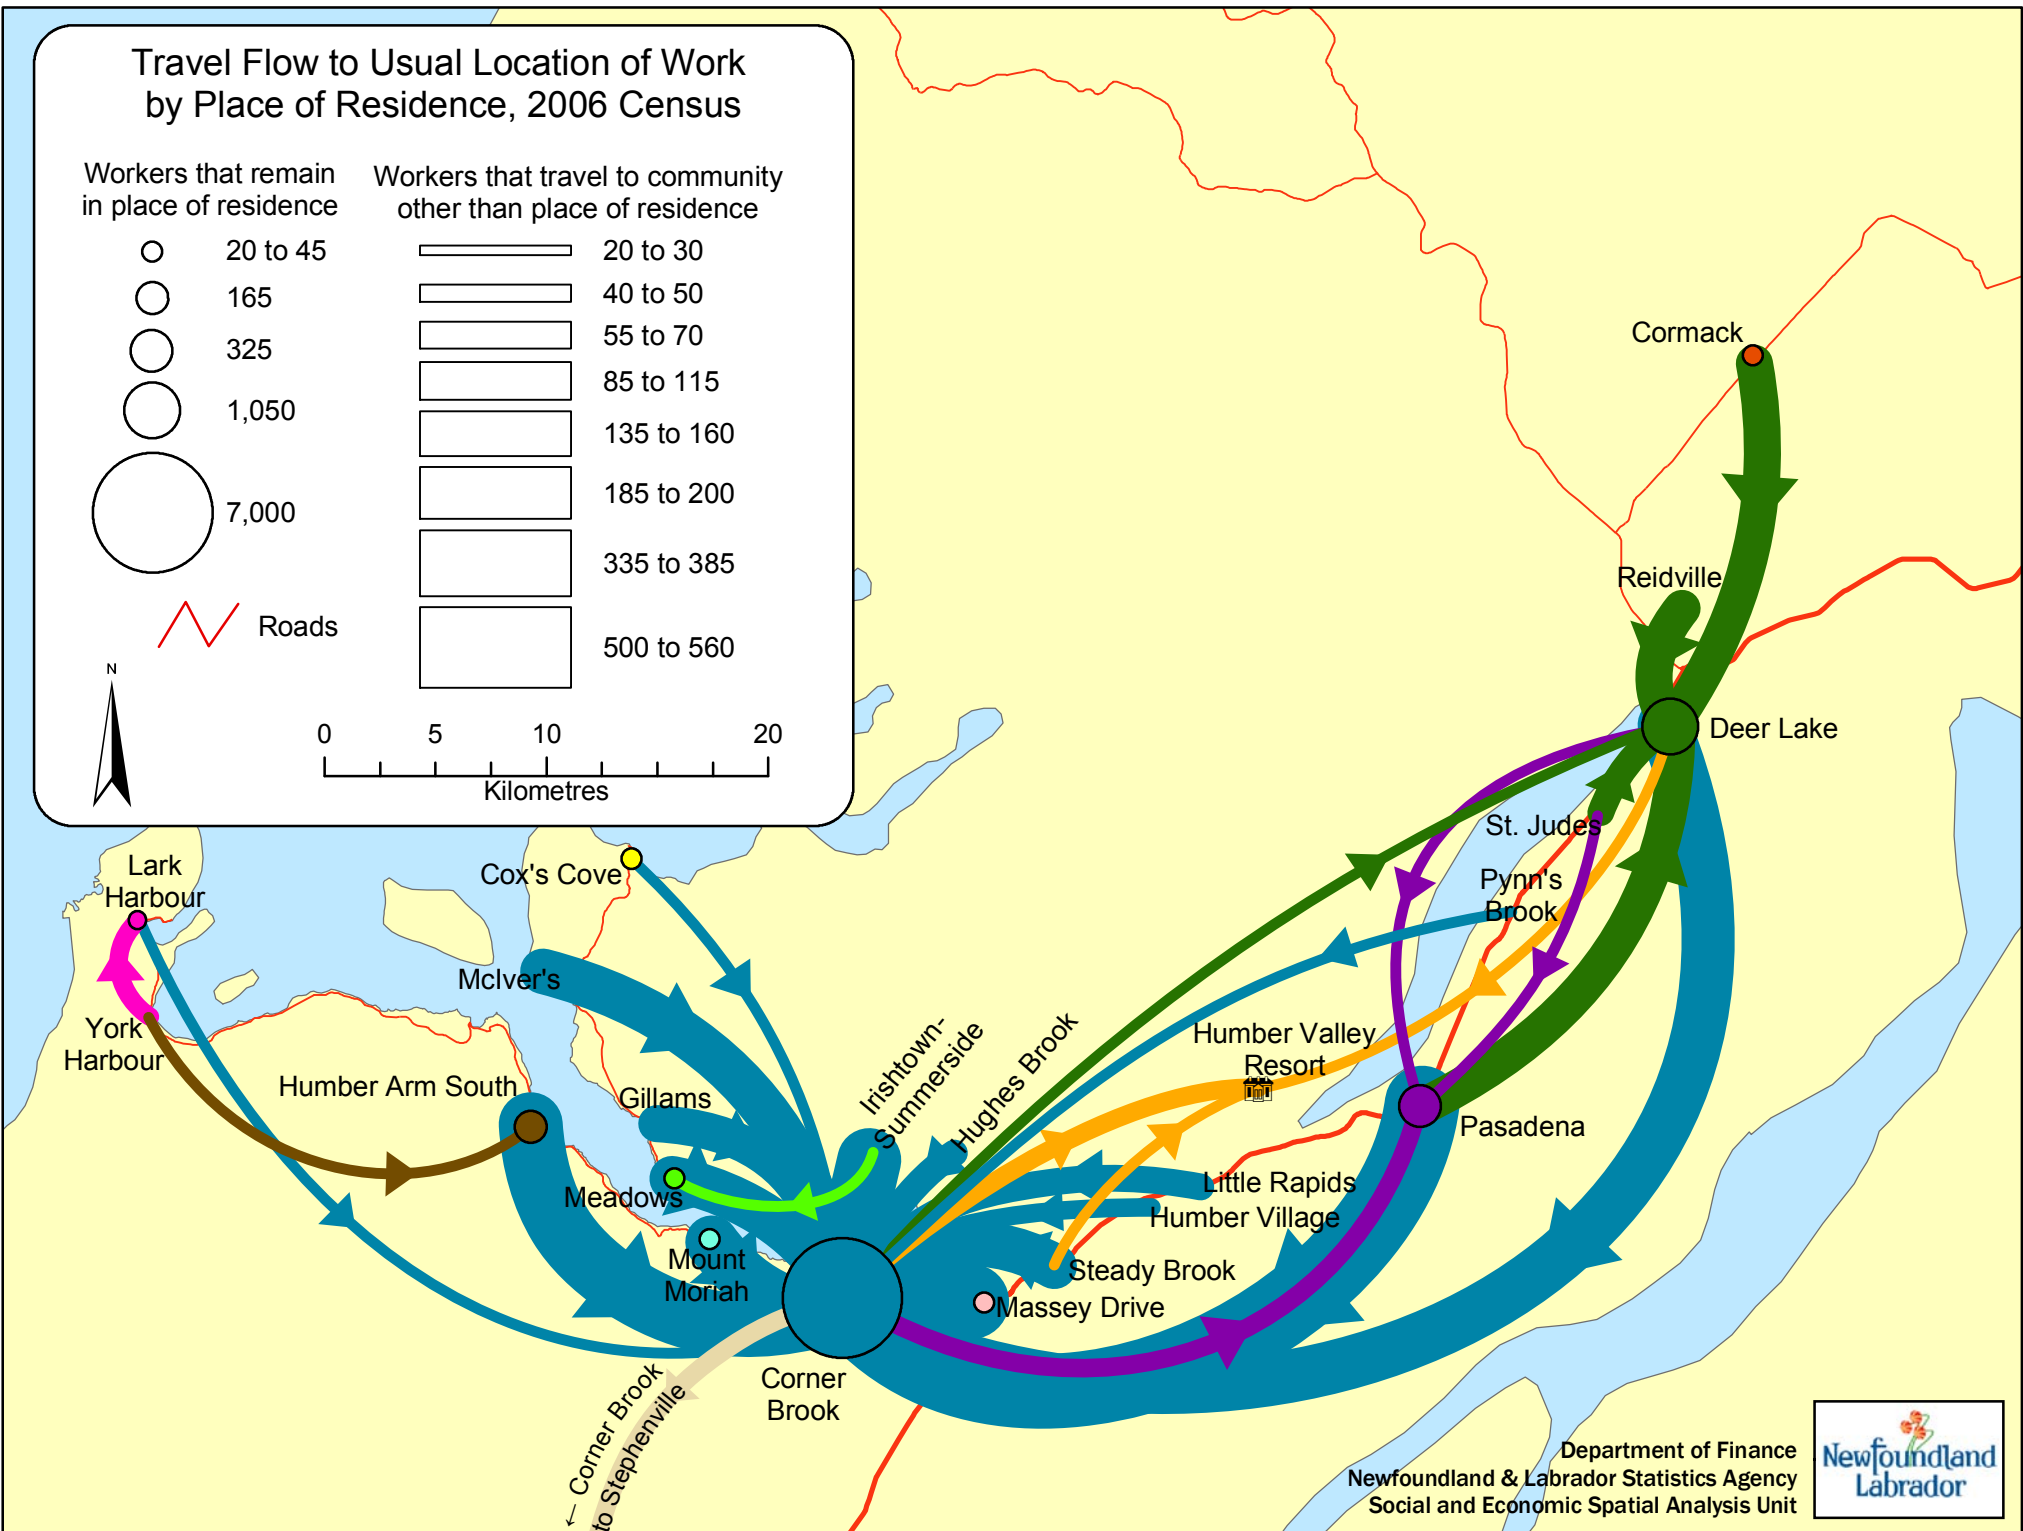 Travel Flow to Usual Location of Work
by Place of Residence, 2006 Census
Workers that remain
in place of residence
20 to 45
165
325
1,050
7,000
Roads
Workers that travel to community
other than place of residence
20 to 30
40 to 50
55 to 70
85 to 115
135 to 160
185 to 200
335 to 385
500 to 560
N
0 5 10 20
Kilometres
Cormack
Reidville
Deer Lake
St. Judes
Pynn's
Brook
Lark
Harbour
Cox's Cove
McIver's
York
Harbour
Humber Arm South
Gillams
Irishtown-
Summerside
Hughes Brook
Humber Valley
Resort
Pasadena
Meadows
Little Rapids
Humber Village
Mount
Moriah
Steady Brook
Massey Drive
Corner
Brook
← Corner Brook
to Stephenville
Department of Finance
Newfoundland & Labrador Statistics Agency
Social and Economic Spatial Analysis Unit
Newfoundland
Labrador